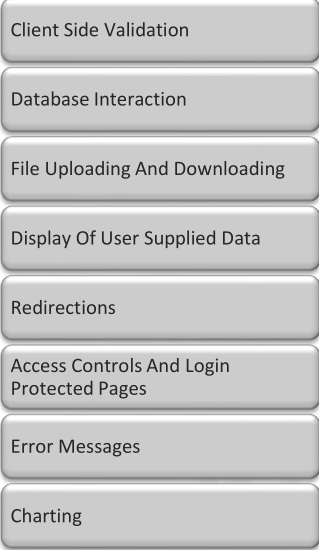 Client Side Validation
Database Interaction
File Uploading And Downloading
Display Of User Supplied Data
Redirections
Access Controls And Login
Protected Pages
Error Messages
Charting